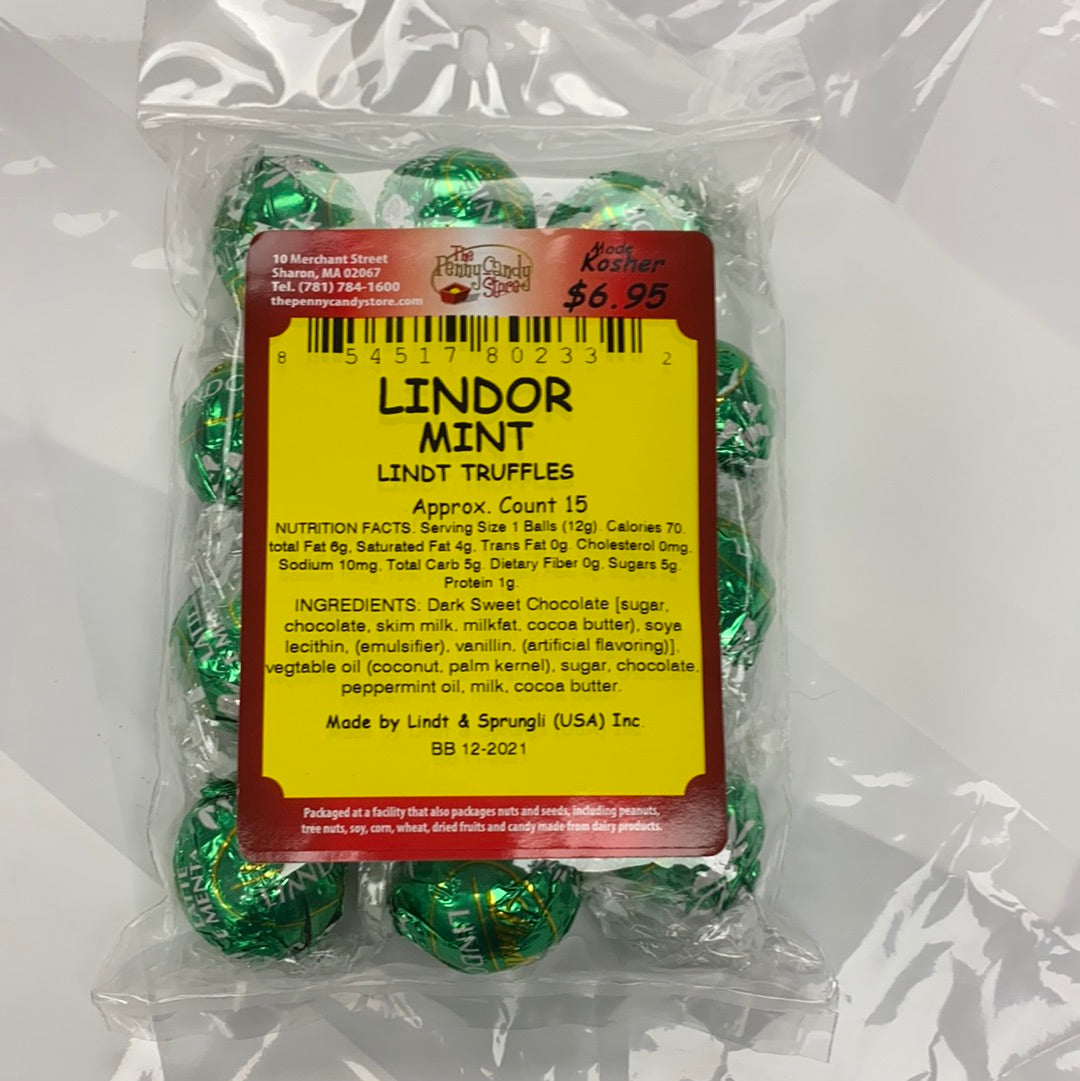 10 Merchant Street
Sharon, MA 02067
Tel. (781) 784-1600
thepennycandystore.com
The
Penny Candy
Store
Made
Kosher
$6.95
8 54517 80233 2
LINDOR
MINT
LINDT TRUFFLES
Approx. Count 15
NUTRITION FACTS. Serving Size 1 Balls (12g). Calories 70,
total Fat 6g, Saturated Fat 4g, Trans Fat 0g. Cholesterol 0mg.
Sodium 10mg, Total Carb 5g. Dietary Fiber 0g, Sugars 5g.
Protein 1g.
INGREDIENTS: Dark Sweet Chocolate [sugar,
chocolate, skim milk, milkfat, cocoa butter), soya
lecithin, (emulsifier), vanillin, (artificial flavoring)],
vegtable oil (coconut, palm kernel), sugar, chocolate,
peppermint oil, milk, cocoa butter.
Made by Lindt & Sprungli (USA) Inc.
BB 12-2021
Packaged at a facility that also packages nuts and seeds, including peanuts,
tree nuts, soy, corn, wheat, dried fruits and candy made from dairy products.
MENTA